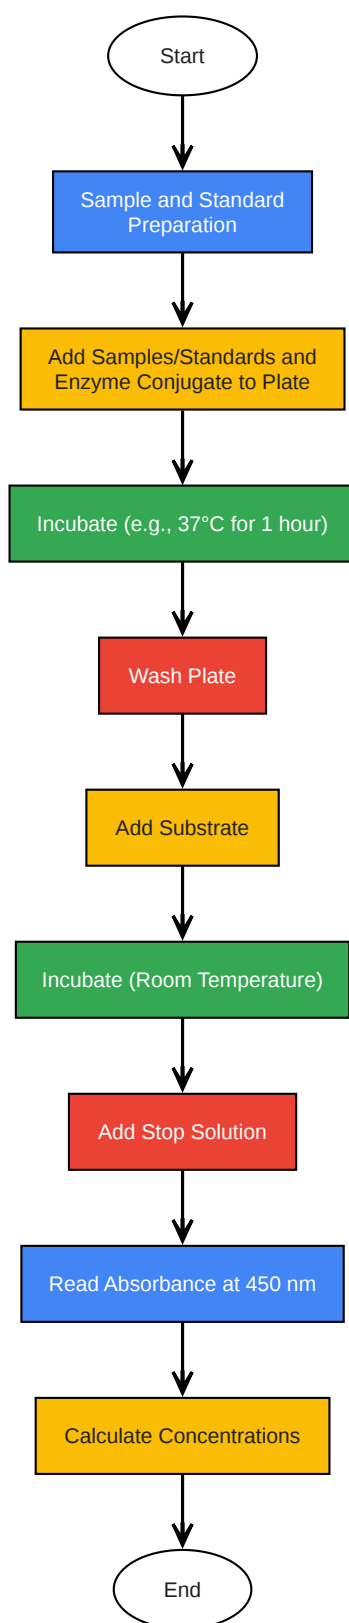 Start
Sample and Standard
Preparation
Add Samples/Standards and
Enzyme Conjugate to Plate
Incubate (e.g., 37°C for 1 hour)
Wash Plate
Add Substrate
Incubate (Room Temperature)
Add Stop Solution
Read Absorbance at 450 nm
Calculate Concentrations
End